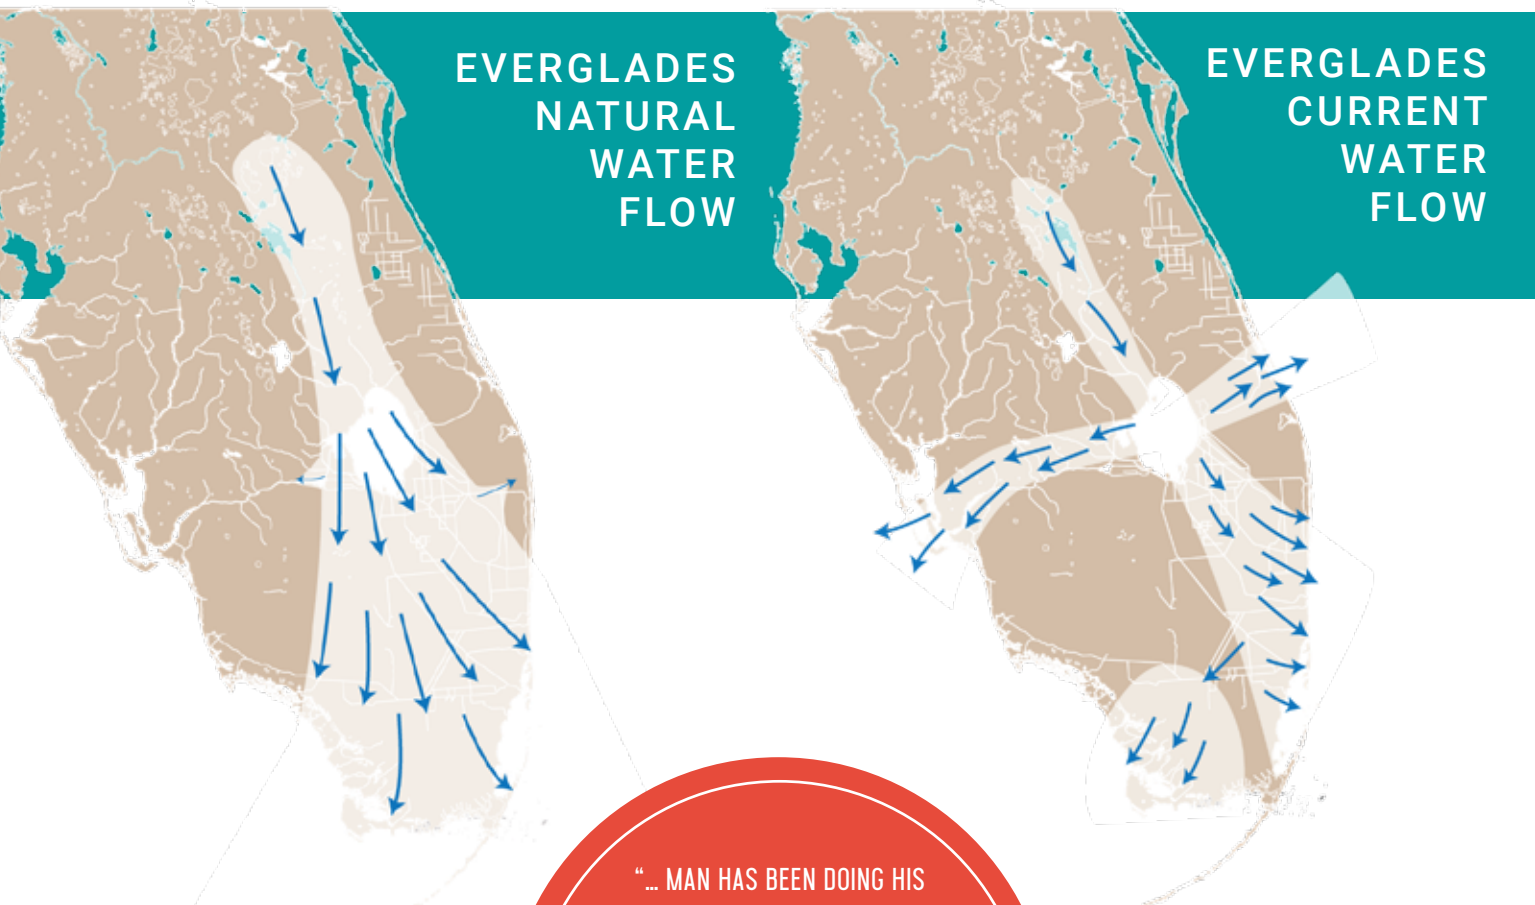 EVERGLADES
NATURAL
WATER
FLOW
EVERGLADES
CURRENT
WATER
FLOW
“... MAN HAS BEEN DOING HIS